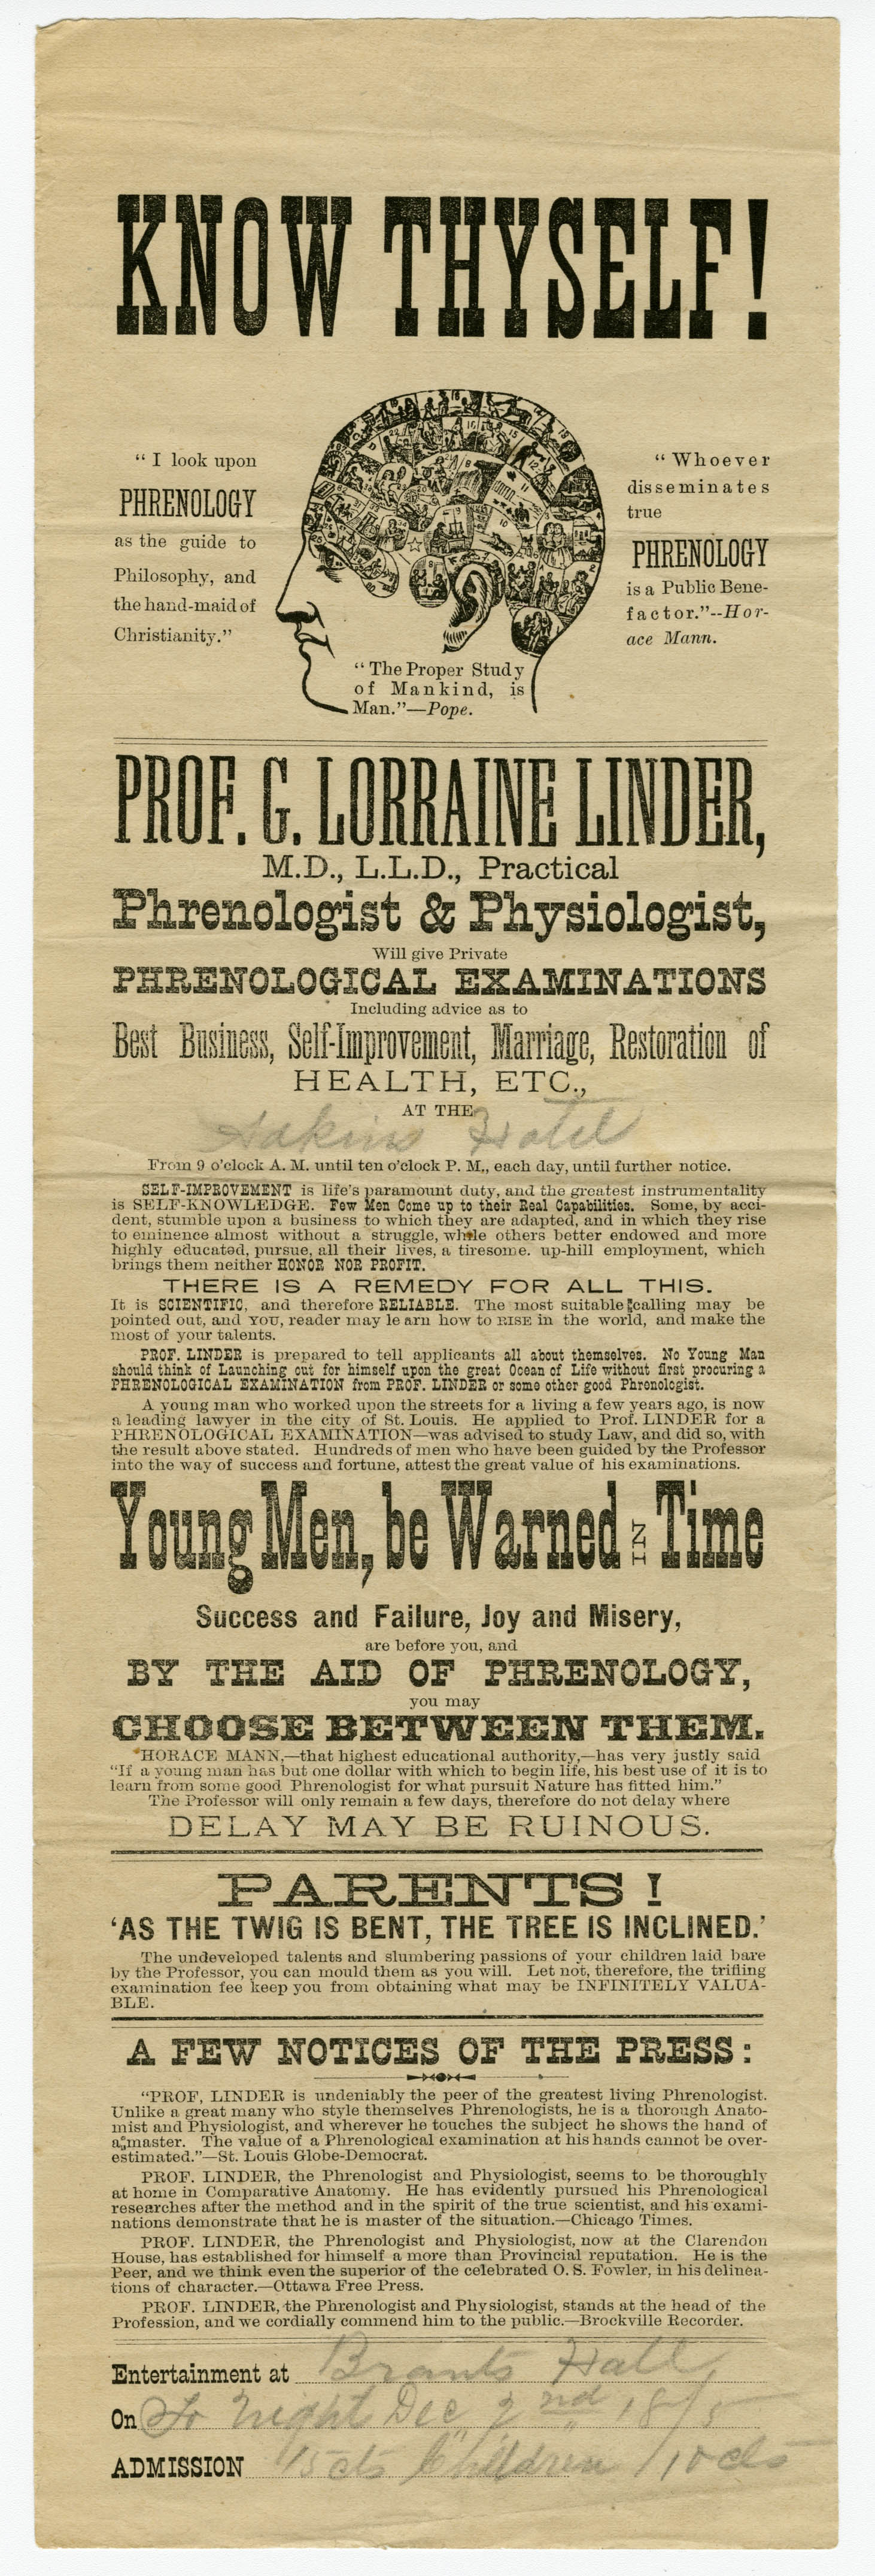 KNOW THYSELF!
" I look upon
PHRENOLOGY
as the guide to
Philosophy, and
the hand-maid of
Christianity."
" Whoever
disseminates
true
PHRENOLOGY
is a Public Bene-
factor."--Hor-
ace Mann.
" The Proper Study
of Mankind, is
Man."—Pope.
PROF. G. LORRAINE LINDER,
M.D., L.L.D., Practical
Phrenologist & Physiologist,
Will give Private
PHRENOLOGICAL EXAMINATIONS
Including advice as to
Best Business, Self-Improvement, Marriage, Restoration of
HEALTH, ETC.,
AT THE
Hotel
From 9 o'clock A. M. until ten o'clock P. M., each day, until further notice.
SELF-IMPROVEMENT is life's paramount duty, and the greatest instrumentality
is SELF-KNOWLEDGE. Few Men Come up to their Real Capabilities. Some, by acci-
dent, stumble upon a business to which they are adapted, and in which they rise
to eminence almost without a struggle, while others better endowed and more
highly educated, pursue, all their lives, a tiresome. up-hill employment, which
brings them neither HONOR NOR PROFIT.
THERE IS A REMEDY FOR ALL THIS.
It is SCIENTIFIC, and therefore RELIABLE. The most suitable calling may be
pointed out, and YOU, reader may le arn how to RISE in the world, and make the
most of your talents.
PROF. LINDER is prepared to tell applicants all about themselves. No Young Man
should think of Launching out for himself upon the great Ocean of Life without first procuring a
PHRENOLOGICAL EXAMINATION from PROF. LINDER or some other good Phrenologist.
A young man who worked upon the streets for a living a few years ago, is now
a leading lawyer in the city of St. Louis. He applied to Prof. LINDER for a
PHRENOLOGICAL EXAMINATION—was advised to study Law, and did so, with
the result above stated. Hundreds of men who have been guided by the Professor
into the way of success and fortune, attest the great value of his examinations.
Young Men, be Warned IN Time
Success and Failure, Joy and Misery,
are before you, and
BY THE AID OF PHRENOLOGY,
you may
CHOOSE BETWEEN THEM.
HORACE MANN,—that highest educational authority,—has very justly said
"If a young man has but one dollar with which to begin life, his best use of it is to
learn from some good Phrenologist for what pursuit Nature has fitted him."
The Professor will only remain a few days, therefore do not delay where
DELAY MAY BE RUINOUS.
PARENTS!
'AS THE TWIG IS BENT, THE TREE IS INCLINED.'
The undeveloped talents and slumbering passions of your children laid bare
by the Professor, you can mould them as you will. Let not, therefore, the trifling
examination fee keep you from obtaining what may be INFINITELY VALUA-
BLE.
A FEW NOTICES OF THE PRESS:
"PROF, LINDER is undeniably the peer of the greatest living Phrenologist.
Unlike a great many who style themselves Phrenologists, he is a thorough Anato-
mist and Physiologist, and wherever he touches the subject he shows the hand of
a master. The value of a Phrenological examination at his hands cannot be over-
estimated."—St. Louis Globe-Democrat.
PROF. LINDER, the Phrenologist and Physiologist, seems to be thoroughly
at home in Comparative Anatomy. He has evidently pursued his Phrenological
researches after the method and in the spirit of the true scientist, and his exami-
nations demonstrate that he is master of the situation.—Chicago Times.
PROF. LINDER, the Phrenologist and Physiologist, now at the Clarendon
House, has established for himself a more than Provincial reputation. He is the
Peer, and we think even the superior of the celebrated O. S. Fowler, in his delinea-
tions of character.—Ottawa Free Press.
PROF. LINDER, the Phrenologist and Physiologist, stands at the head of the
Profession, and we cordially commend him to the public.—Brockville Recorder.
Entertainment at Brants Hall
On To Night Dec 2nd
ADMISSION 15 cts Children 10 cts